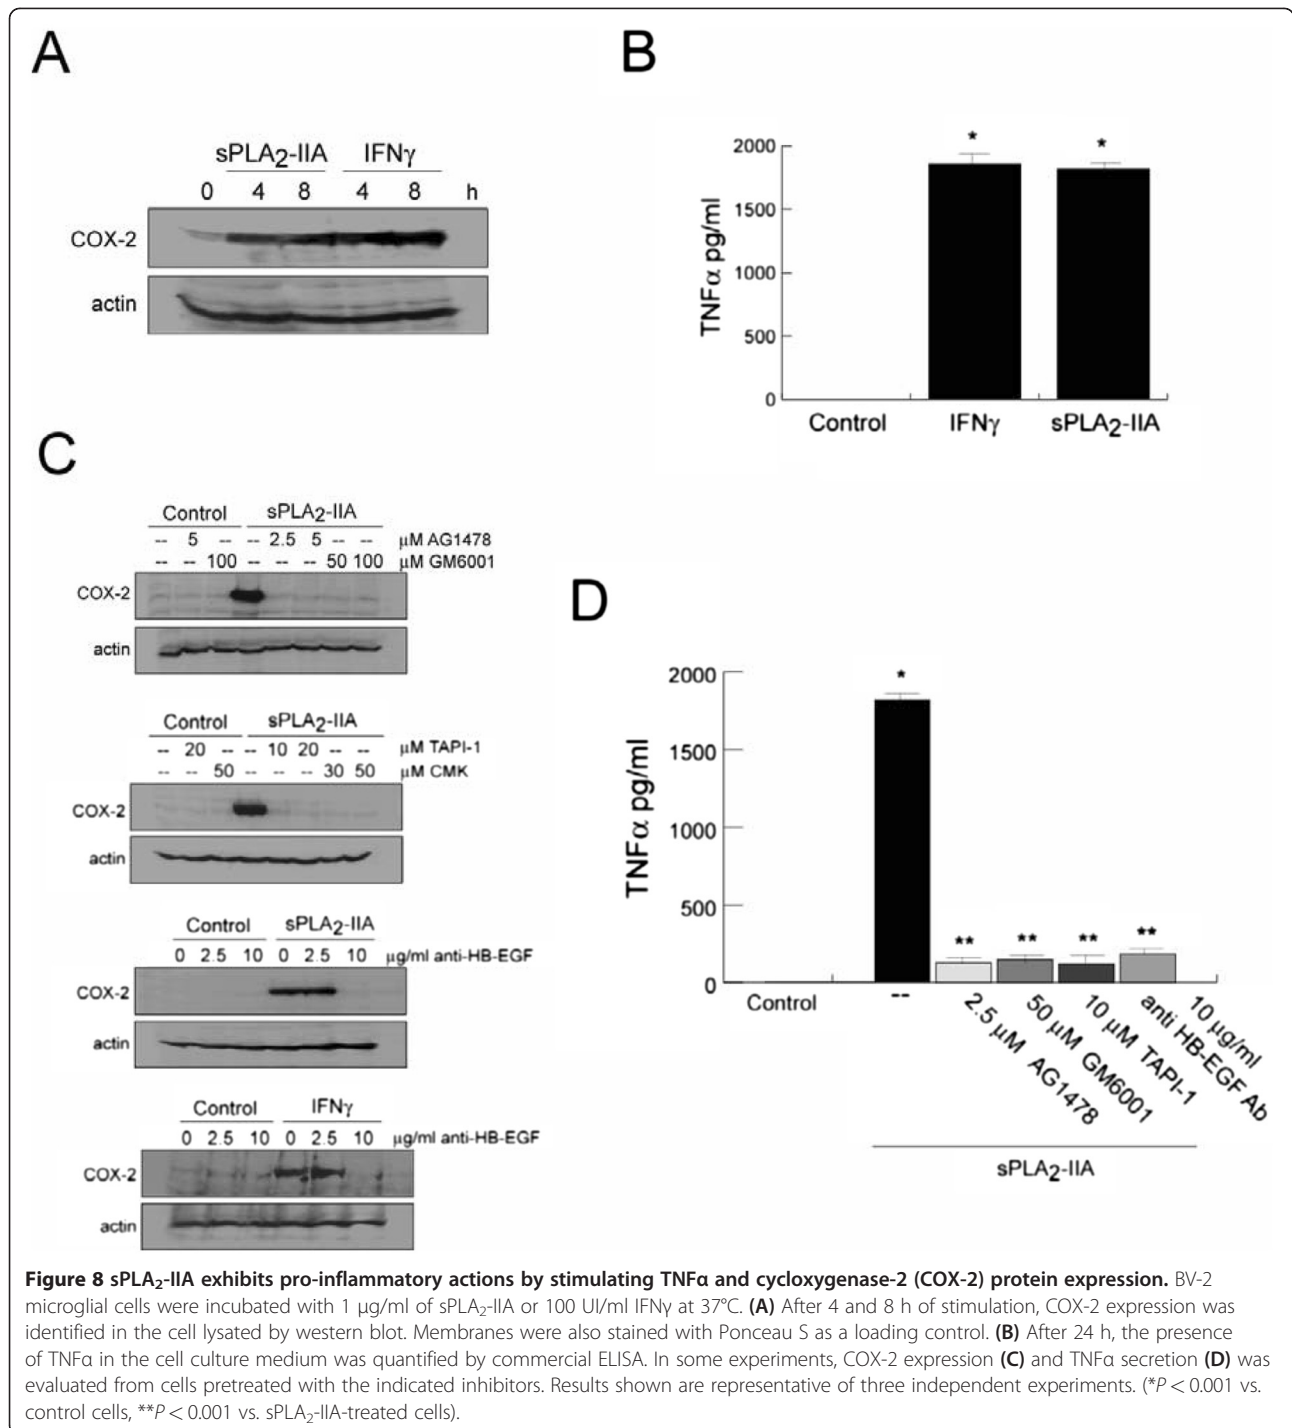 A
sPLA2-IIA IFNγ
0 4 8 4 8 h
COX-2
actin
B
* *
2000
1500
1000
500
0
TNFα pg/ml
Control IFNγ sPLA2-IIA
C
Control sPLA2-IIA
-- 5 -- -- 2.5 5 -- -- μM AG1478
-- -- 100 -- -- -- 50 100 μM GM6001
COX-2
actin
Control sPLA2-IIA
-- 20 -- -- 10 20 -- -- μM TAPI-1
-- -- 50 -- -- -- 30 50 μM CMK
COX-2
actin
Control sPLA2-IIA
0 2.5 10 0 2.5 10 μg/ml anti-HB-EGF
COX-2
actin
Control IFNγ
0 2.5 10 0 2.5 10 μg/ml anti-HB-EGF
COX-2
actin
D
2000
1500
1000
500
0
TNFα pg/ml
* ** ** ** **
Control
--
2.5 μM AG1478
50 μM GM6001
10 μM TAPI-1
anti HB-EGF Ab
10 μg/ml
sPLA2-IIA
Figure 8 sPLA₂-IIA exhibits pro-inflammatory actions by stimulating TNFα and cycloxygenase-2 (COX-2) protein expression. BV-2
microglial cells were incubated with 1 μg/ml of sPLA₂-IIA or 100 UI/ml IFNγ at 37°C. (A) After 4 and 8 h of stimulation, COX-2 expression was
identified in the cell lysated by western blot. Membranes were also stained with Ponceau S as a loading control. (B) After 24 h, the presence
of TNFα in the cell culture medium was quantified by commercial ELISA. In some experiments, COX-2 expression (C) and TNFα secretion (D) was
evaluated from cells pretreated with the indicated inhibitors. Results shown are representative of three independent experiments. (*P < 0.001 vs.
control cells, **P < 0.001 vs. sPLA₂-IIA-treated cells).